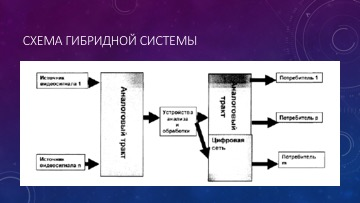 СХЕМА ГИБРИДНОЙ СИСТЕМЫ
Источник
видеосигнала 1
Источник
видеосигнала n
Аналоговый тракт
Устройства
анализа
и
обработки
Аналоговый
тракт
Цифровая
сеть
Потребитель 1
Потребитель
Потребитель
m